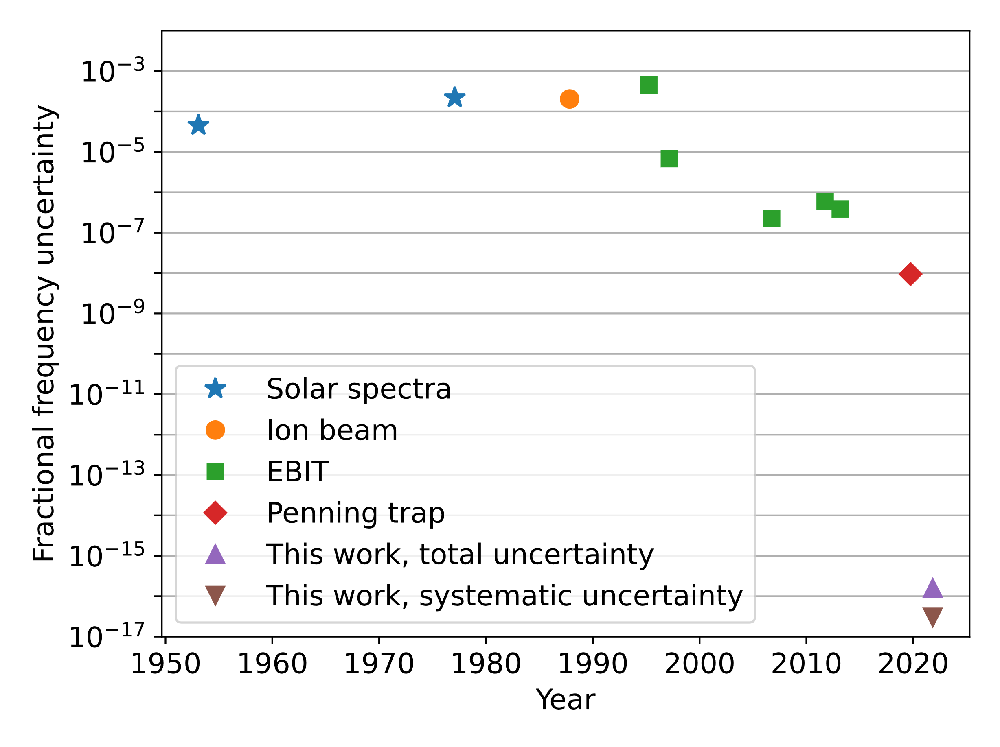 Fractional frequency uncertainty
10⁻³
10⁻⁵
10⁻⁷
10⁻⁹
10⁻¹¹
10⁻¹³
10⁻¹⁵
10⁻¹⁷
Solar spectra
Ion beam
EBIT
Penning trap
This work, total uncertainty
This work, systematic uncertainty
1950 1960 1970 1980 1990 2000 2010 2020
Year